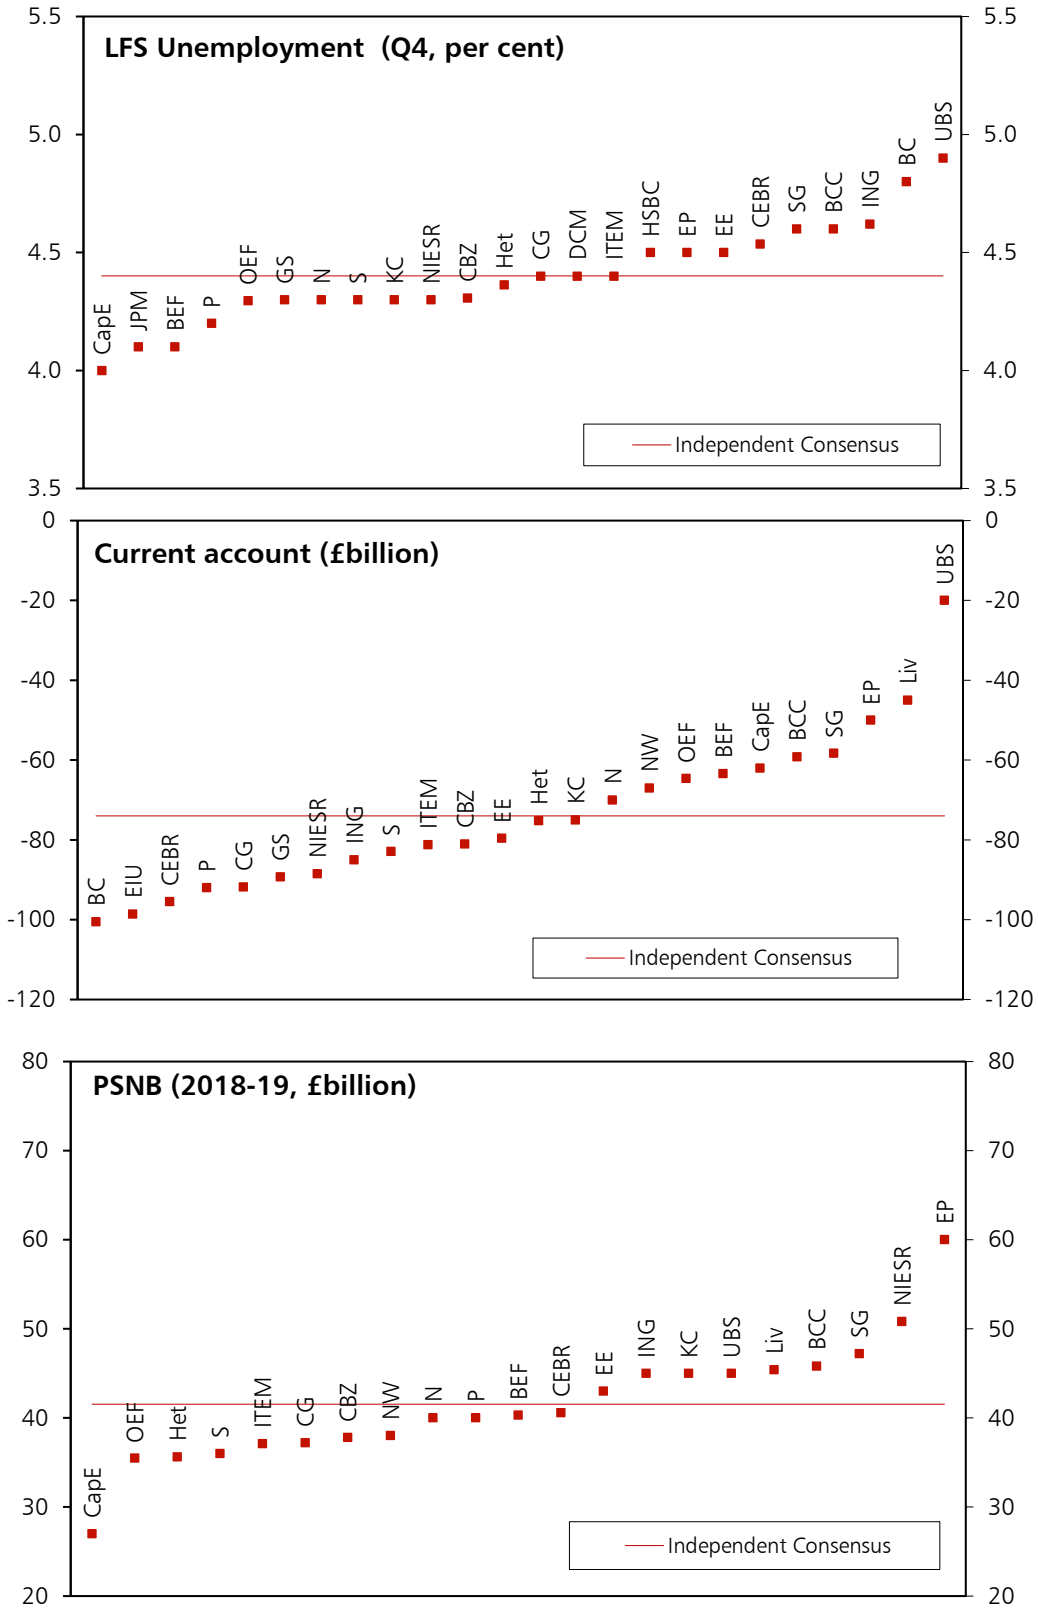 LFS Unemployment (Q4, per cent)
5.5
5.0
4.5
4.0
3.5
5.5
5.0
4.5
4.0
3.5
CapE
JPM
BEF
P
OEF
GS
N
S
KC
NIESR
CBZ
Het
CG
DCM
ITEM
HSBC
EP
EE
CEBR
SG
BCC
ING
BC
UBS
Independent Consensus
Current account (£billion)
0
-20
-40
-60
-80
-100
-120
0
-20
-40
-60
-80
-100
-120
BC
EIU
CEBR
P
CG
GS
NIESR
ING
S
ITEM
CBZ
EE
Het
KC
N
NW
OEF
BEF
CapE
BCC
SG
EP
Liv
UBS
Independent Consensus
PSNB (2018-19, £billion)
80
70
60
50
40
30
20
80
70
60
50
40
30
20
CapE
OEF
Het
S
ITEM
CG
CBZ
NW
N
P
BEF
CEBR
EE
ING
KC
UBS
Liv
BCC
SG
NIESR
EP
Independent Consensus